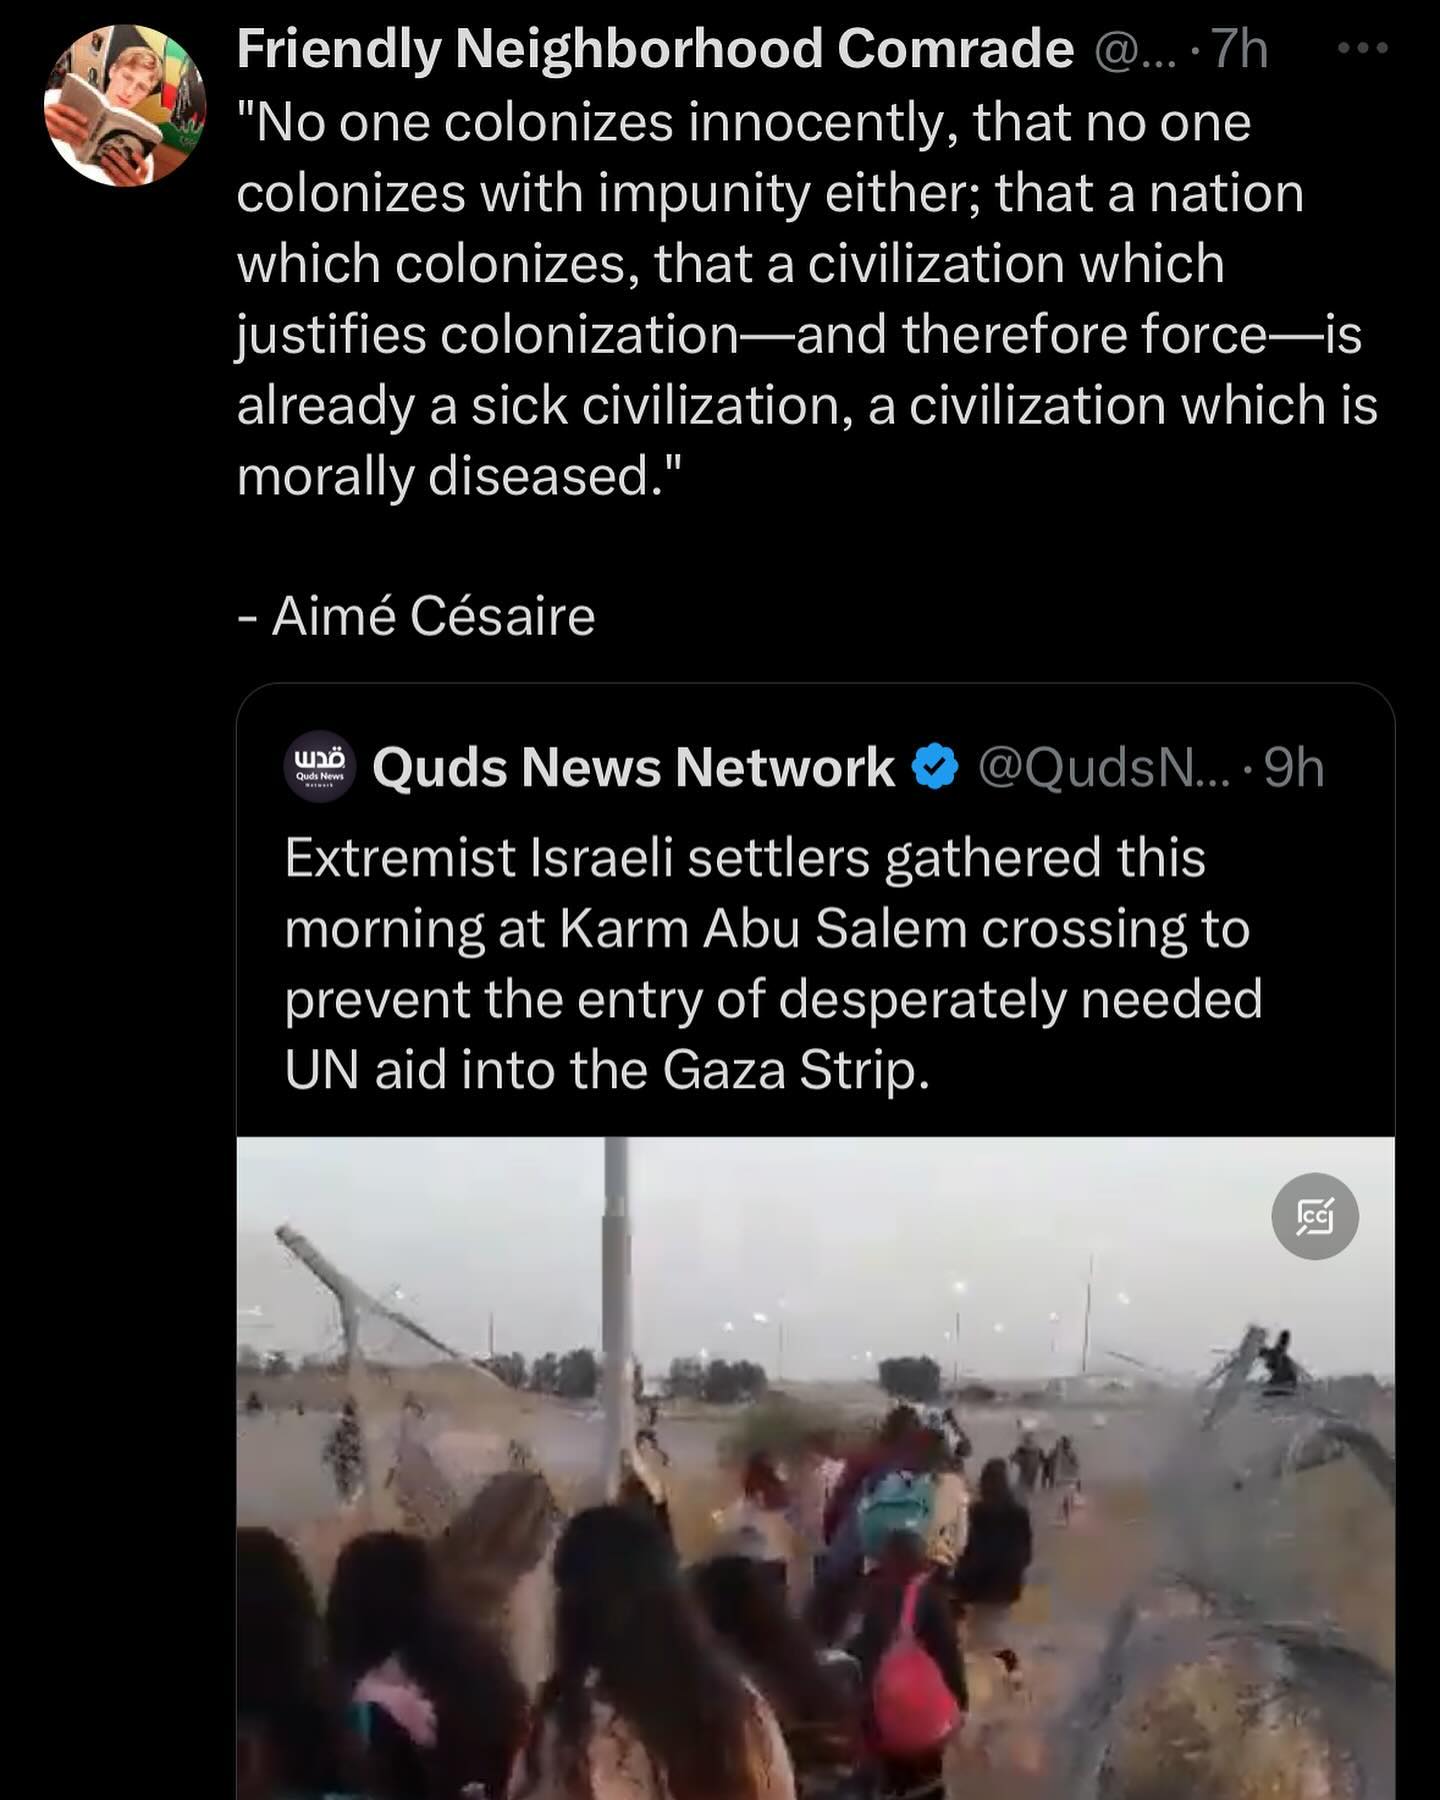 Friendly Neighborhood Comrade @... · 7h
"No one colonizes innocently, that no one
colonizes with impunity either; that a nation
which colonizes, that a civilization which
justifies colonization—and therefore force—is
already a sick civilization, a civilization which is
morally diseased."
- Aimé Césaire
قدس
Quds News
Network
Quds News Network @QudsN... · 9h
Extremist Israeli settlers gathered this
morning at Karm Abu Salem crossing to
prevent the entry of desperately needed
UN aid into the Gaza Strip.
CC